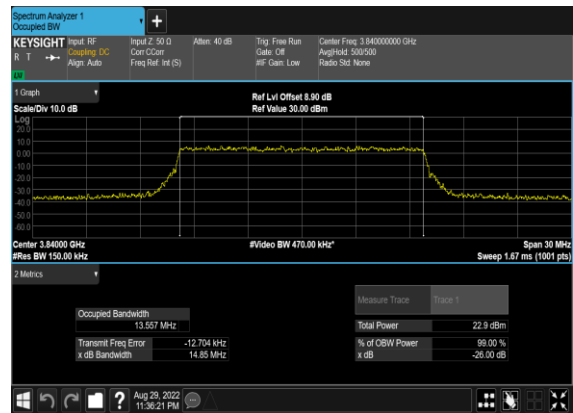 Spectrum Analyzer 1
Occupied BW
+
KEYSIGHT Input: RF Input Z: 50 Ω Atten: 40 dB Trig: Free Run Center Freq: 3.840000000 GHz
R T Coupling: DC Corr CCorr Gate: Off Avg|Hold: 500/500
Align: Auto Freq Ref: Int (S) #IF Gain: Low Radio Std: None
LW
1 Graph
Ref Lvl Offset 8.90 dB
Scale/Div 10.0 dB Ref Value 30.00 dBm
Log
20.0
10.0
0.00
-10.0
-20.0
-30.0
-40.0
-50.0
-60.0
Center 3.84000 GHz #Video BW 470.00 kHz* Span 30 MHz
#Res BW 150.00 kHz Sweep 1.67 ms (1001 pts)
2 Metrics
Measure Trace Trace 1
Occupied Bandwidth
13.557 MHz Total Power 22.9 dBm
Transmit Freq Error -12.704 kHz % of OBW Power 99.00 %
x dB Bandwidth 14.85 MHz x dB -26.00 dB
? Aug 29, 2022
11:36:21 PM